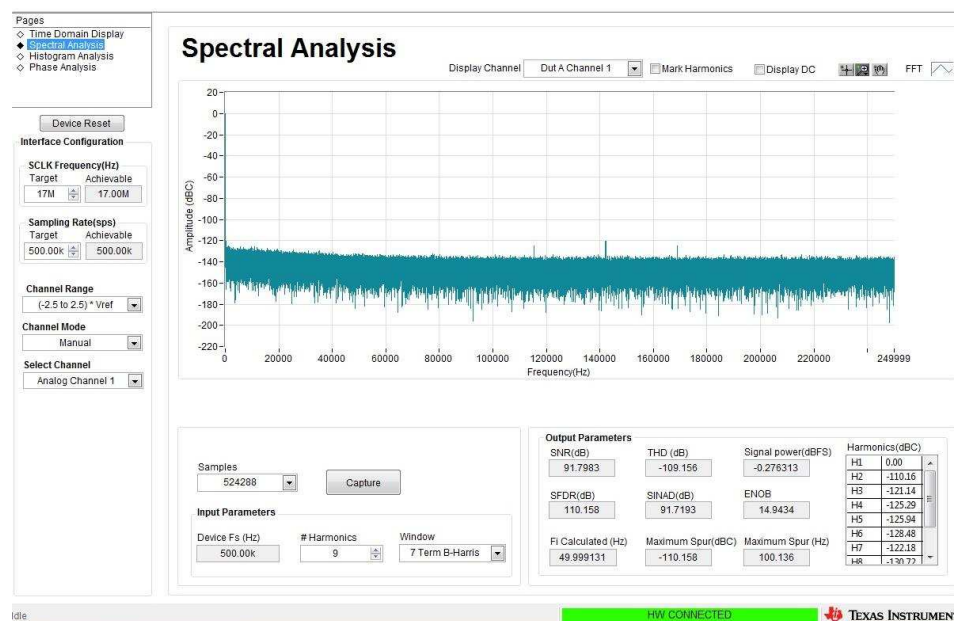 Pages
Time Domain Display
Spectral Analysis
Histogram Analysis
Phase Analysis
Device Reset
Interface Configuration
SCLK Frequency(Hz)
Target Achievable
17M 17.00M
Sampling Rate(sps)
Target Achievable
500.00k 500.00k
Channel Range
(-2.5 to 2.5) * Vref
Channel Mode
Manual
Select Channel
Analog Channel 1
Spectral Analysis
Display Channel Dut A Channel 1 Mark Harmonics Display DC FFT
Amplitude (dBC)
20
0
-20
-40
-60
-80
-100
-120
-140
-160
-180
-200
-220
0 20000 40000 60000 80000 100000 120000 140000 160000 180000 200000 220000 249999
Frequency(Hz)
Samples
524288 Capture
Input Parameters
Device Fs (Hz) # Harmonics Window
500.00k 9 7 Term B-Harris
Output Parameters
SNR(dB) THD (dB) Signal power(dBFS)
91.7983 -109.156 -0.276313
SFDR(dB) SINAD(dB) ENOB
110.158 91.7193 14.9434
Fi Calculated (Hz) Maximum Spur(dBC) Maximum Spur (Hz)
49.999131 -110.158 100.136
Harmonics(dBC)
H1 0.00
H2 -110.16
H3 -121.14
H4 -125.29
H5 -125.94
H6 -128.48
H7 -122.18
H8 -130.72
Idle
HW CONNECTED
TEXAS INSTRUMEN